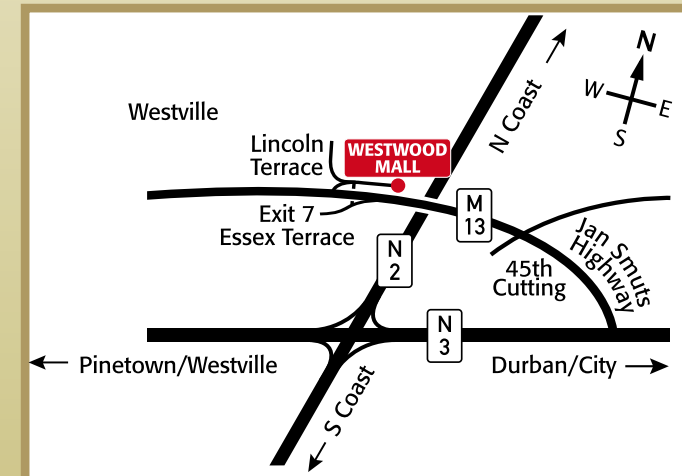 N
W
E
S
N Coast
Westville
Lincoln
Terrace
WESTWOOD
MALL
Exit 7
Essex Terrace
M
13
Jan Smuts
Highway
45th
Cutting
N
2
N
3
Pinetown/Westville
Durban/City
S Coast